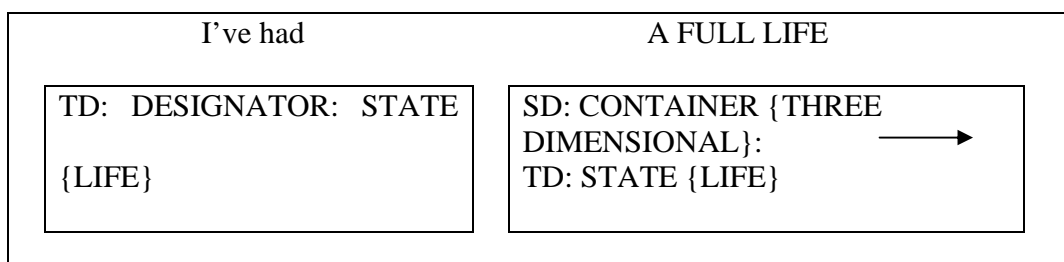 I've had A FULL LIFE
TD: DESIGNATOR: STATE
{LIFE}
SD: CONTAINER {THREE
DIMENSIONAL}:
TD: STATE {LIFE}